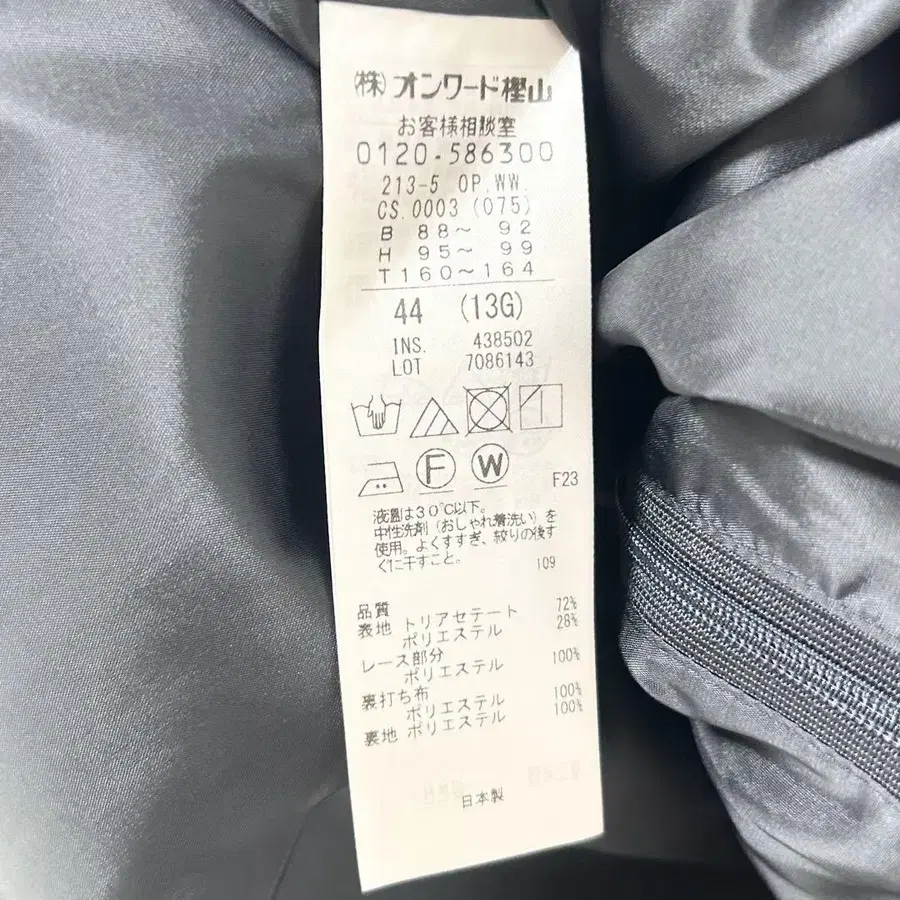 ㈱オンワード樫山
お客様相談室
0120-586300
213-5 OP.WW.
CS.0003 (075)
B 88~ 92
H 95~ 99
T160~164
44 (13G)
INS. 438502
LOT 7086143
F W F23
液温は30℃以下。
中性洗剤(おしゃれ着洗い)を
使用。よくすすぎ、絞りの後す
ぐに干すこと。 109
品質
表地 トリアセテート 72%
ポリエステル 28%
レース部分
ポリエステル 100%
裏打ち布
ポリエステル 100%
裏地 ポリエステル 100%
日本製